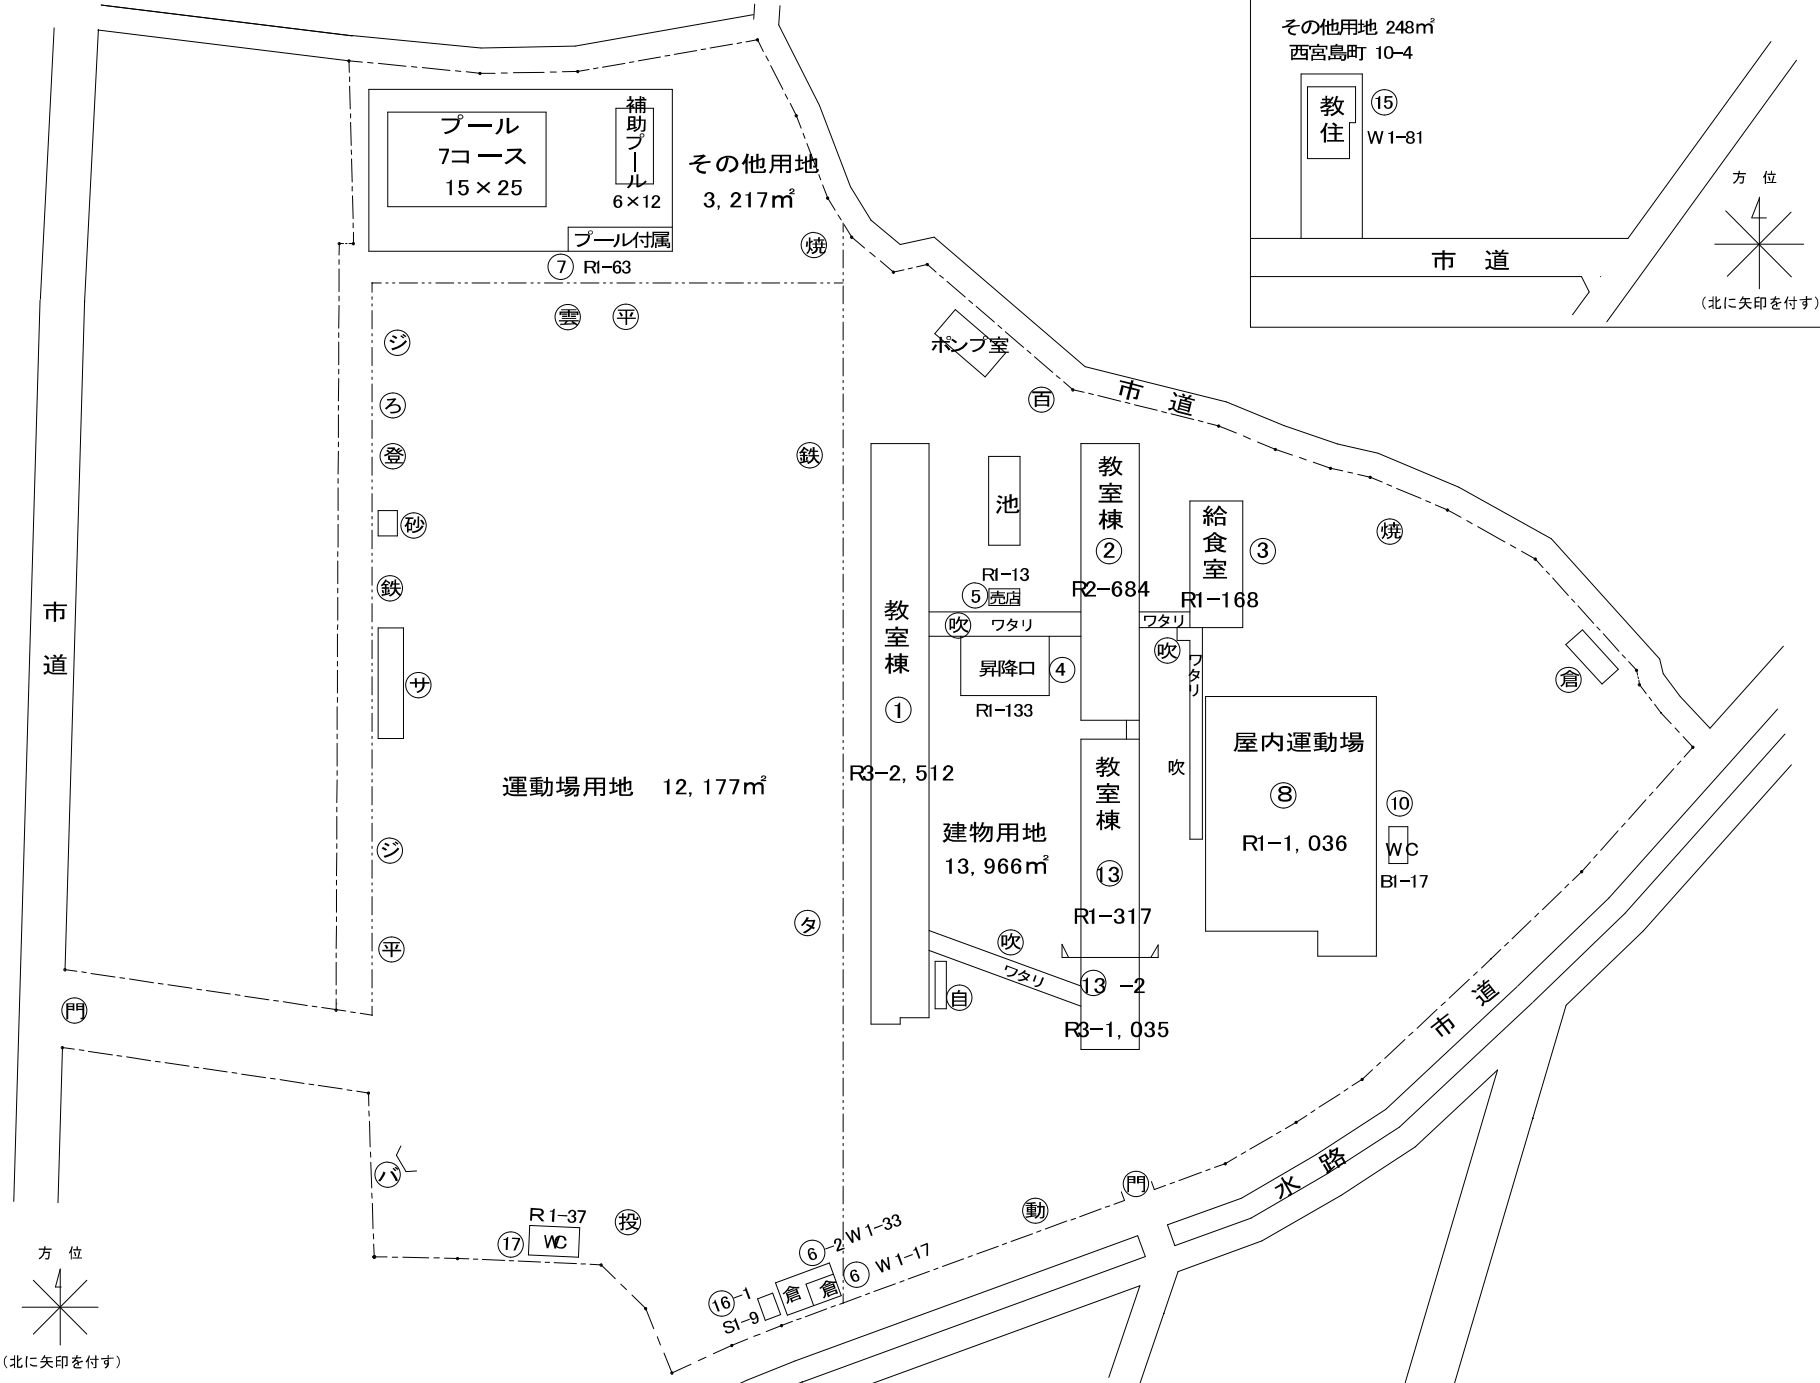 その他用地 248㎡
西宮島町 10-4
教住
⑮
W1-81
市 道
方 位
(北に矢印を付す)
プール
7コース
15×25
補助プール
6×12
プール付属
⑦ R1-63
その他用地
3,217㎡
焼
雲 平
ジ
ろ
登
砂
鉄
サ
ジ
平
鉄
タ
市道
運動場用地 12,177㎡
ポンプ室
百
市 道
教室棟
①
R3-2,512
池
R1-13
⑤ 売店
吹 ワタリ
昇降口 ④
R1-133
教室棟
②
R2-684
給食室
③
R1-168
ワタリ
吹
ワタリ
吹
焼
倉
屋内運動場
⑧
R1-1,036
⑩
WC
B1-17
建物用地
13,966㎡
教室棟
⑬
R1-317
吹
ワタリ
⑬ -2
R3-1,035
自
門
バ
R1-37
⑰ WC
投
⑥-2 W1-33
⑥ W1-17
倉 倉
⑯-1
S1-9
動
門
市 道
水 路
方 位
(北に矢印を付す)